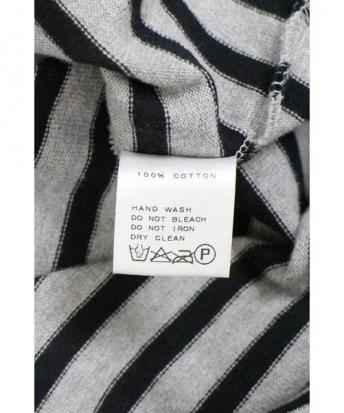 100% COTTON
HAND WASH
DO NOT BLEACH
DO NOT IRON
DRY CLEAN
P